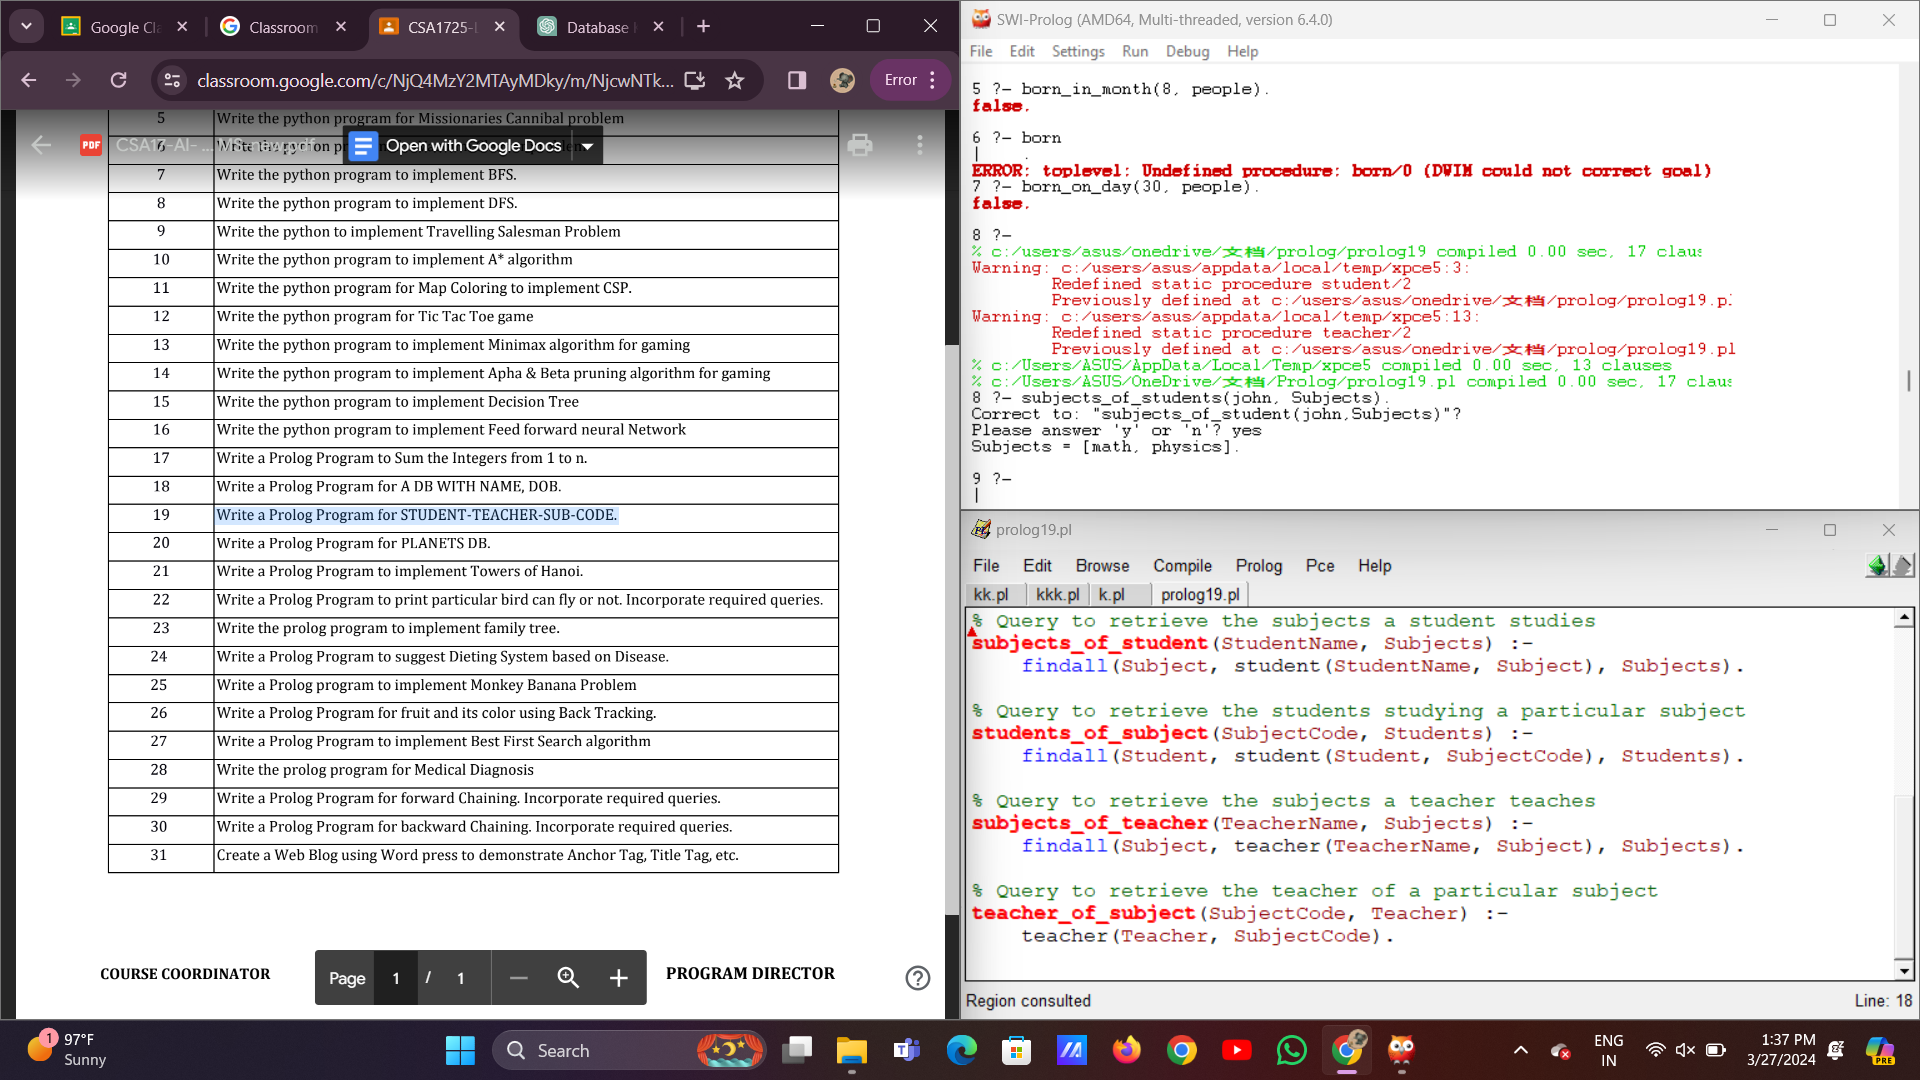 Google Cla
Classroom
CSA1725-
Database
classroom.google.com/c/NjQ4MzY2MTAyMDky/m/NjcwNTk...
Error
5 Write the python program for Missionaries Cannibal problem
PDF
Open with Google Docs
7 Write the python program to implement BFS.
8 Write the python program to implement DFS.
9 Write the python to implement Travelling Salesman Problem
10 Write the python program to implement A* algorithm
11 Write the python program for Map Coloring to implement CSP.
12 Write the python program for Tic Tac Toe game
13 Write the python program to implement Minimax algorithm for gaming
14 Write the python program to implement Apha & Beta pruning algorithm for gaming
15 Write the python program to implement Decision Tree
16 Write the python program to implement Feed forward neural Network
17 Write a Prolog Program to Sum the Integers from 1 to n.
18 Write a Prolog Program for A DB WITH NAME, DOB.
19 Write a Prolog Program for STUDENT-TEACHER-SUB-CODE.
20 Write a Prolog Program for PLANETS DB.
21 Write a Prolog Program to implement Towers of Hanoi.
22 Write a Prolog Program to print particular bird can fly or not. Incorporate required queries.
23 Write the prolog program to implement family tree.
24 Write a Prolog Program to suggest Dieting System based on Disease.
25 Write a Prolog program to implement Monkey Banana Problem
26 Write a Prolog Program for fruit and its color using Back Tracking.
27 Write a Prolog Program to implement Best First Search algorithm
28 Write the prolog program for Medical Diagnosis
29 Write a Prolog Program for forward Chaining. Incorporate required queries.
30 Write a Prolog Program for backward Chaining. Incorporate required queries.
31 Create a Web Blog using Word press to demonstrate Anchor Tag, Title Tag, etc.
COURSE COORDINATOR
Page 1 / 1
PROGRAM DIRECTOR
SWI-Prolog (AMD64, Multi-threaded, version 6.4.0)
File Edit Settings Run Debug Help
5 ?- born_in_month(8, people).
false.
6 ?- born
| .
ERROR: toplevel: Undefined procedure: born/0 (DWIM could not correct goal)
7 ?- born_on_day(30, people).
false.
8 ?-
% c:/users/asus/onedrive/文档/prolog/prolog19 compiled 0.00 sec, 17 claus
Warning: c:/users/asus/appdata/local/temp/xpce5:3:
Redefined static procedure student/2
Previously defined at c:/users/asus/onedrive/文档/prolog/prolog19.p
Warning: c:/users/asus/appdata/local/temp/xpce5:13:
Redefined static procedure teacher/2
Previously defined at c:/users/asus/onedrive/文档/prolog/prolog19.pl
% c:/Users/ASUS/AppData/Local/Temp/xpce5 compiled 0.00 sec, 13 clauses
% c:/Users/ASUS/OneDrive/文档/Prolog/prolog19.pl compiled 0.00 sec, 17 claus
8 ?- subjects_of_students(john, Subjects).
Correct to: "subjects_of_student(john,Subjects)"?
Please answer 'y' or 'n'? yes
Subjects = [math, physics].
9 ?-
|
prolog19.pl
File Edit Browse Compile Prolog Pce Help
kk.pl kkk.pl k.pl prolog19.pl
% Query to retrieve the subjects a student studies
subjects_of_student(StudentName, Subjects) :-
findall(Subject, student(StudentName, Subject), Subjects).
% Query to retrieve the students studying a particular subject
students_of_subject(SubjectCode, Students) :-
findall(Student, student(Student, SubjectCode), Students).
% Query to retrieve the subjects a teacher teaches
subjects_of_teacher(TeacherName, Subjects) :-
findall(Subject, teacher(TeacherName, Subject), Subjects).
% Query to retrieve the teacher of a particular subject
teacher_of_subject(SubjectCode, Teacher) :-
teacher(Teacher, SubjectCode).
Region consulted
Line: 18
1
97°F
Sunny
Search
ENG
IN
1:37 PM
3/27/2024
PRE